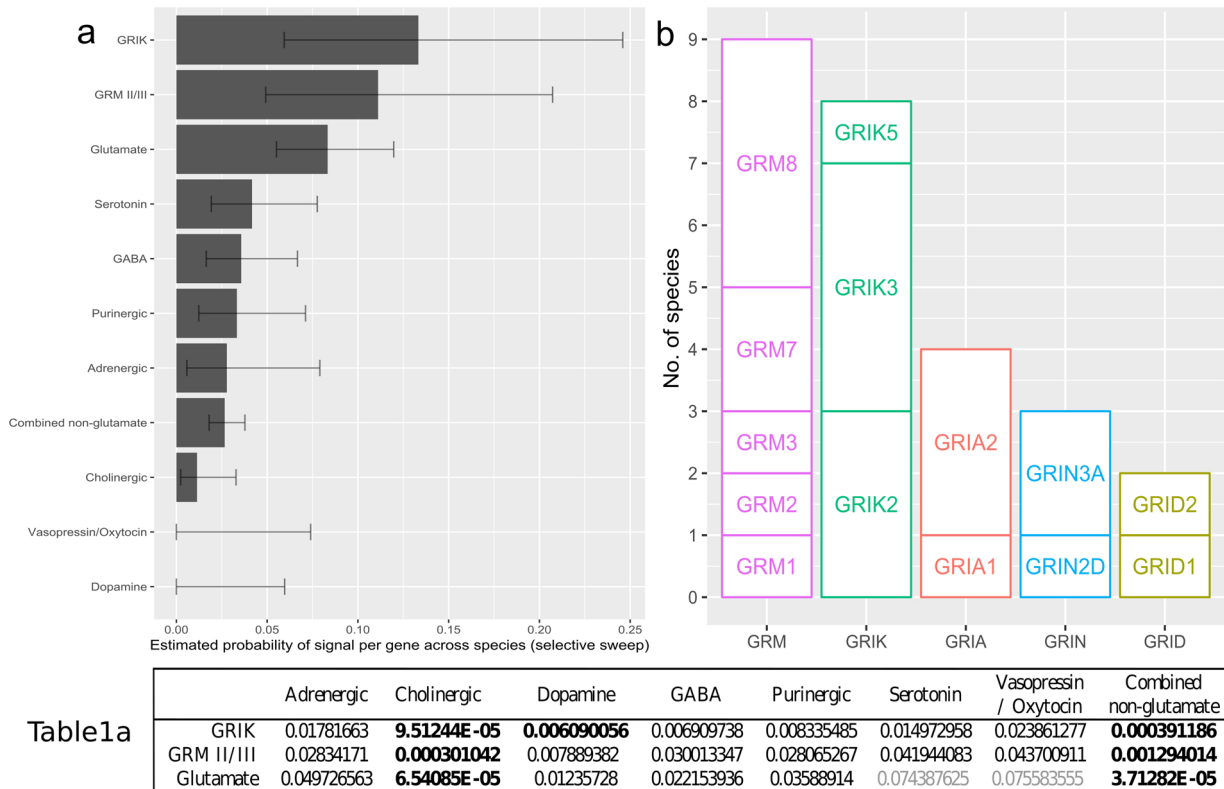 a
GRIK
GRM II/III
Glutamate
Serotonin
GABA
Purinergic
Adrenergic
Combined non-glutamate
Cholinergic
Vasopressin/Oxytocin
Dopamine
0.00 0.05 0.10 0.15 0.20 0.25
Estimated probability of signal per gene across species (selective sweep)
b
No. of species
9
8
7
6
5
4
3
2
1
0
GRM8
GRM7
GRM3
GRM2
GRM1
GRIK5
GRIK3
GRIK2
GRIA2
GRIA1
GRIN3A
GRIN2D
GRID2
GRID1
GRM GRIK GRIA GRIN GRID
Table1a
Adrenergic Cholinergic Dopamine GABA Purinergic Serotonin Vasopressin / Oxytocin Combined non-glutamate
GRIK 0.01781663 9.51244E-05 0.006090056 0.006909738 0.008335485 0.014972958 0.023861277 0.000391186
GRM II/III 0.02834171 0.000301042 0.007889382 0.030013347 0.028065267 0.041944083 0.043700911 0.001294014
Glutamate 0.049726563 6.54085E-05 0.01235728 0.022153936 0.03588914 0.074387625 0.075583555 3.71282E-05